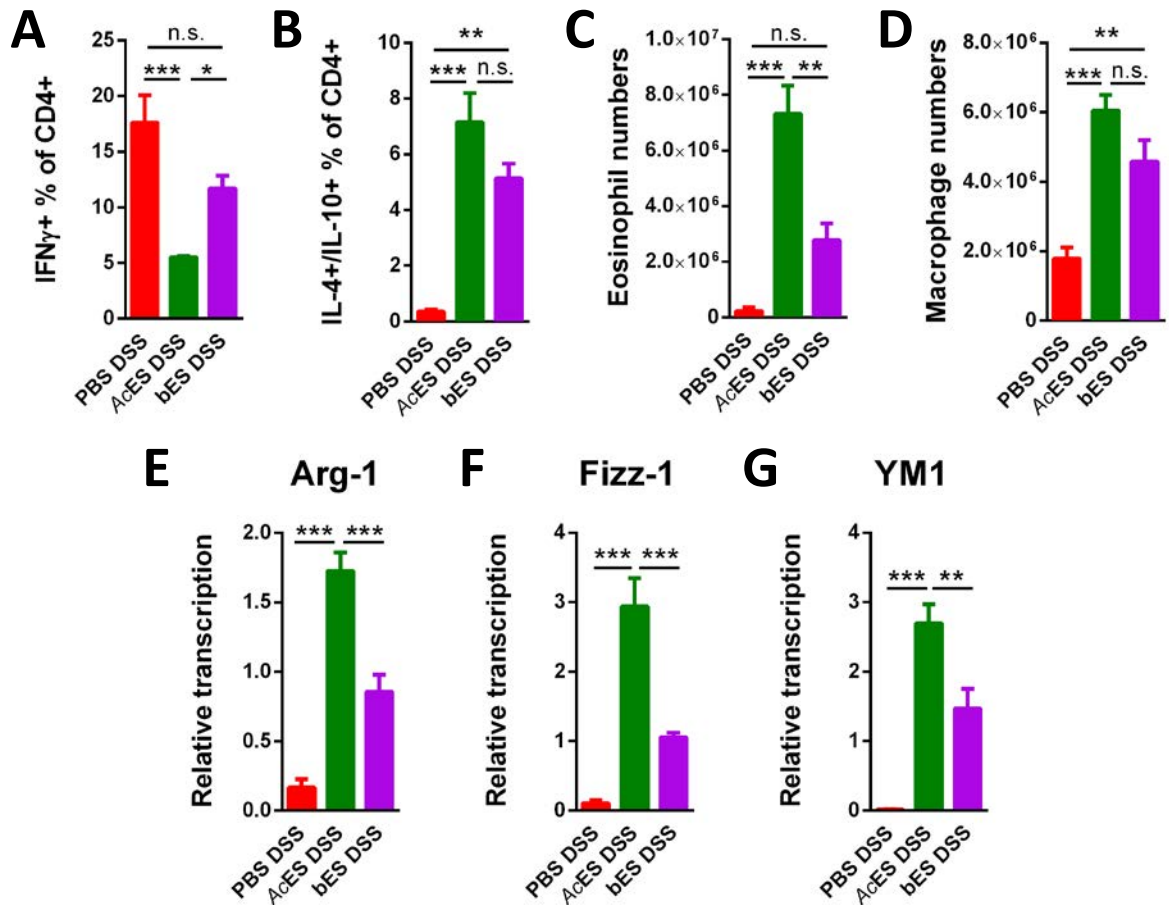 A
IFNγ+ % of CD4+
25
20
15
10
5
0
n.s.
*** *
PBS DSS
AcES DSS
bES DSS
B
IL-4+/IL-10+ % of CD4+
10
8
6
4
2
0
**
*** n.s.
PBS DSS
AcES DSS
bES DSS
C
Eosinophil numbers
1.0×10⁷
8.0×10⁶
6.0×10⁶
4.0×10⁶
2.0×10⁶
0
n.s.
*** **
PBS DSS
AcES DSS
bES DSS
D
Macrophage numbers
8.0×10⁶
6.0×10⁶
4.0×10⁶
2.0×10⁶
0
**
*** n.s.
PBS DSS
AcES DSS
bES DSS
E
Arg-1
Relative transcription
2.0
1.5
1.0
0.5
0.0
*** ***
PBS DSS
AcES DSS
bES DSS
F
Fizz-1
Relative transcription
4
3
2
1
0
*** ***
PBS DSS
AcES DSS
bES DSS
G
YM1
Relative transcription
4
3
2
1
0
*** **
PBS DSS
AcES DSS
bES DSS